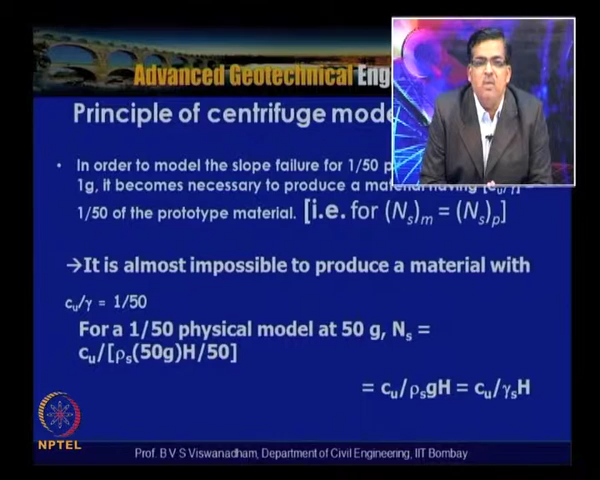 Advanced Geotechnical Eng
Principle of centrifuge mode
• In order to model the slope failure for 1/50 p
1g, it becomes necessary to produce a material having [cu/γ]
1/50 of the prototype material. [i.e. for (Ns)m = (Ns)p]
→It is almost impossible to produce a material with
cu/γ = 1/50
For a 1/50 physical model at 50 g, Ns =
cu/[ρs(50g)H/50]
= cu/ρsgH = cu/γsH
NPTEL
Prof. B V S Viswanadham, Department of Civil Engineering, IIT Bombay